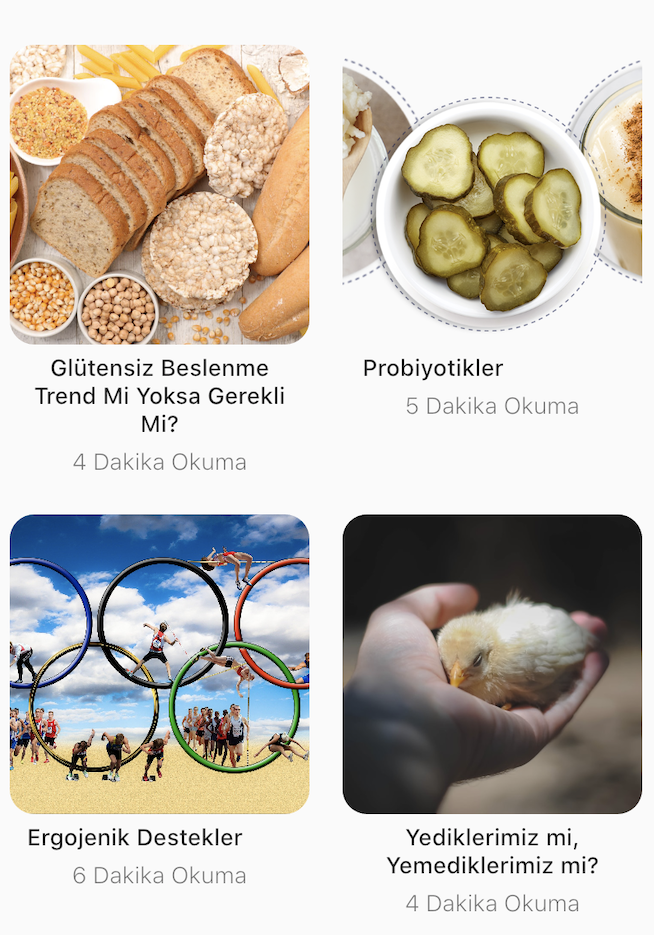 Glütensiz Beslenme
Trend Mi Yoksa Gerekli
Mi?
4 Dakika Okuma
Probiyotikler
5 Dakika Okuma
Ergojenik Destekler
6 Dakika Okuma
Yediklerimiz mi,
Yemediklerimiz mi?
4 Dakika Okuma